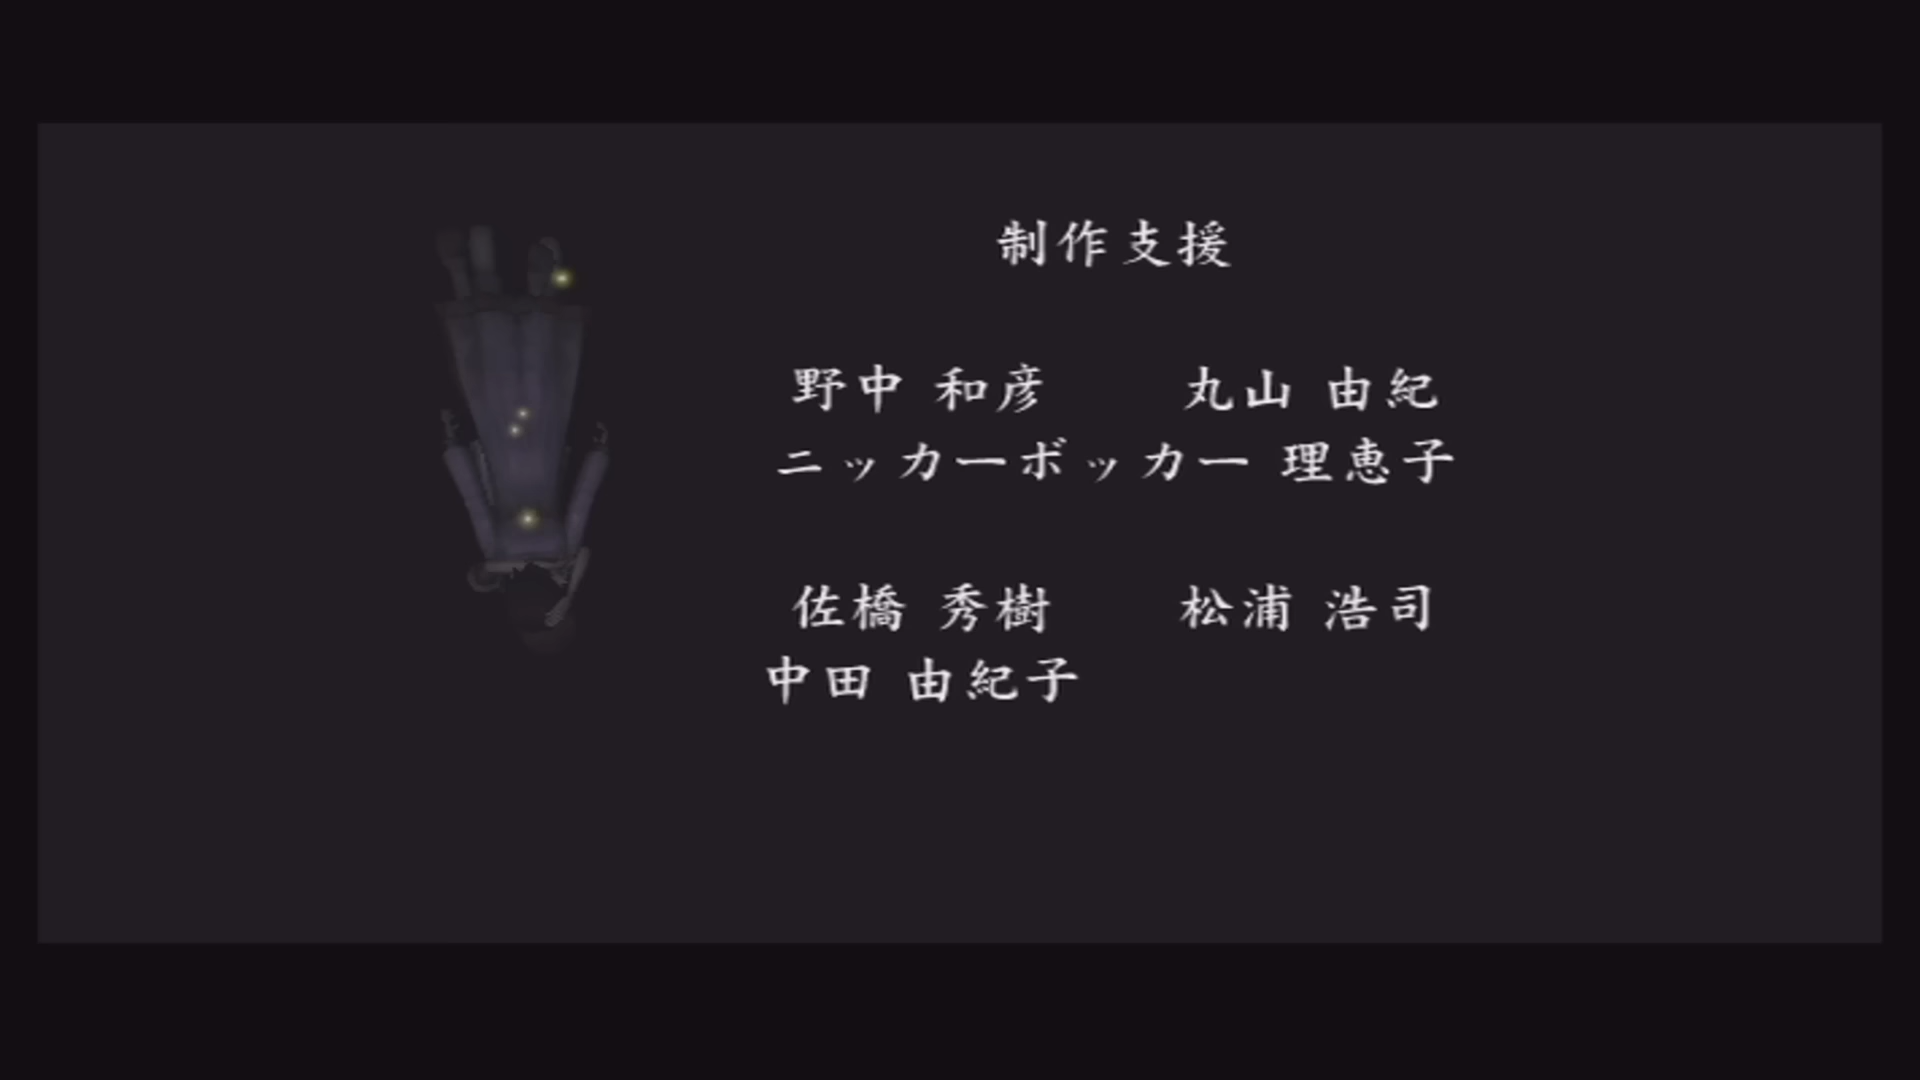 制作支援
野中 和彦　　丸山 由紀
ニッカーボッカー 理恵子
佐橋 秀樹　　松浦 浩司
中田 由紀子